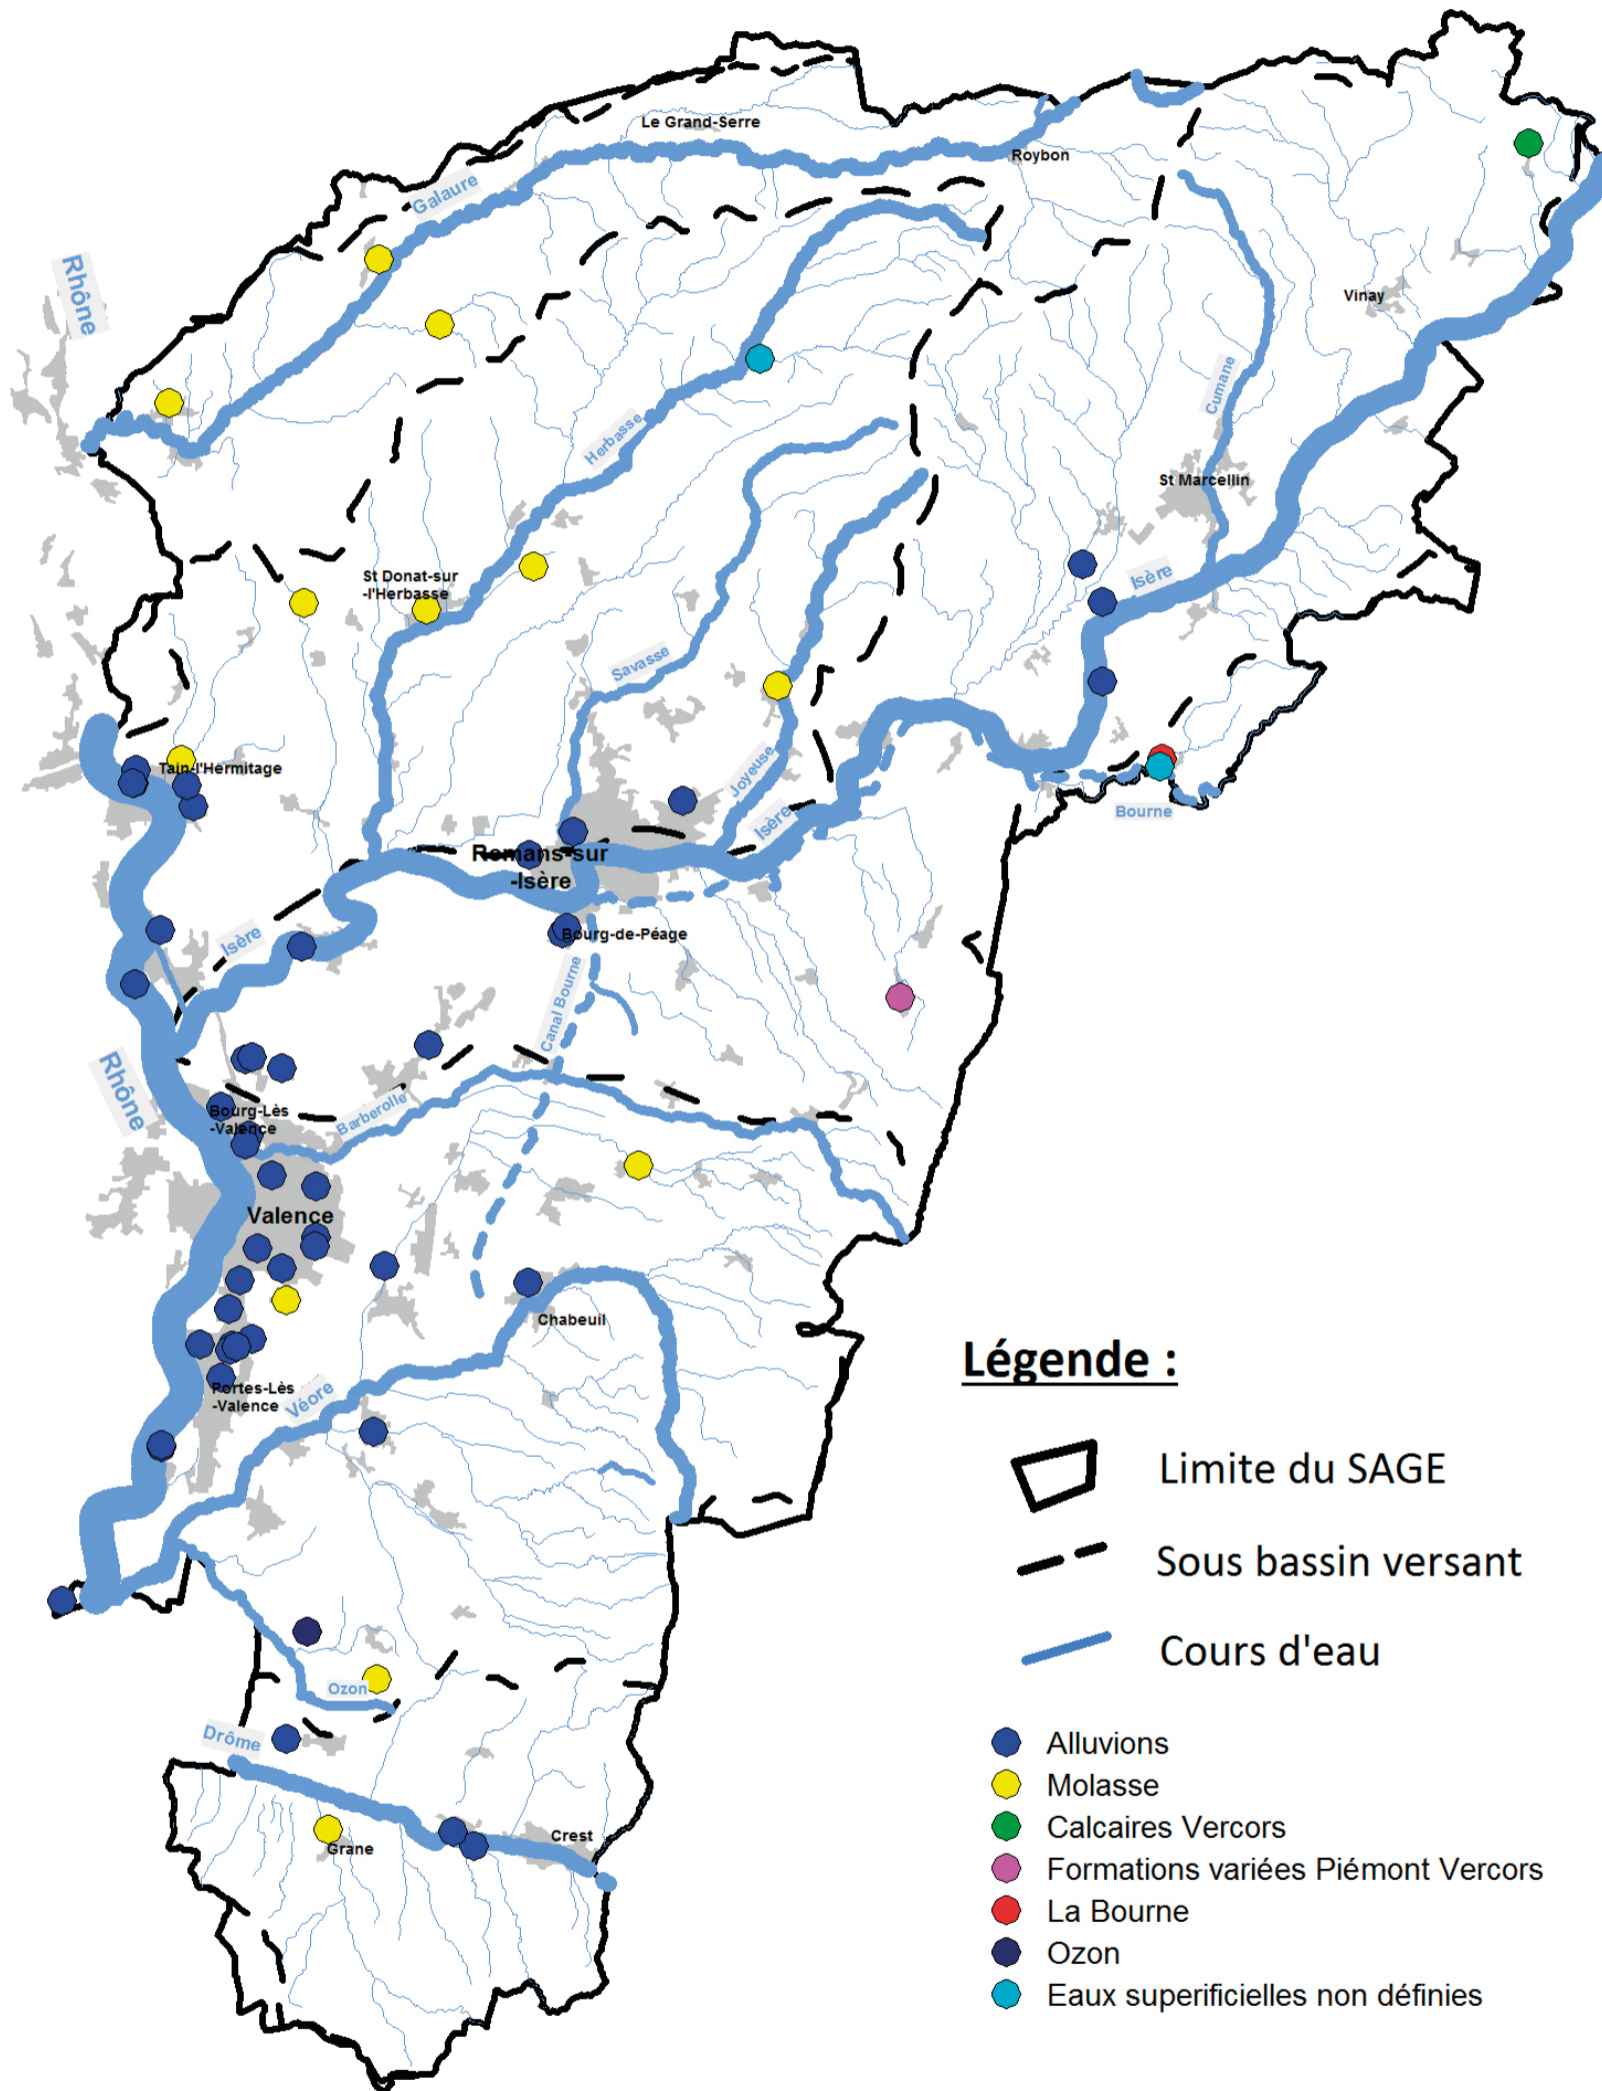 Le Grand-Serre
Roybon
Galaure
Rhône
Vinay
Cumane
Herbasse
St Marcellin
Isère
St Donat-sur
-l'Herbasse
Savasse
Tain-l'Hermitage
Joyeuse
Isère
Bourne
Romans-sur
-Isère
Isère
Bourg-de-Péage
Canal Bourne
Rhône
Bourg-Lès
-Valence
Barberolle
Valence
Chabeuil
Portes-Lès
-Valence
Véore
Ozon
Drôme
Grane
Crest
Légende :
Limite du SAGE
Sous bassin versant
Cours d'eau
Alluvions
Molasse
Calcaires Vercors
Formations variées Piémont Vercors
La Bourne
Ozon
Eaux superificielles non définies